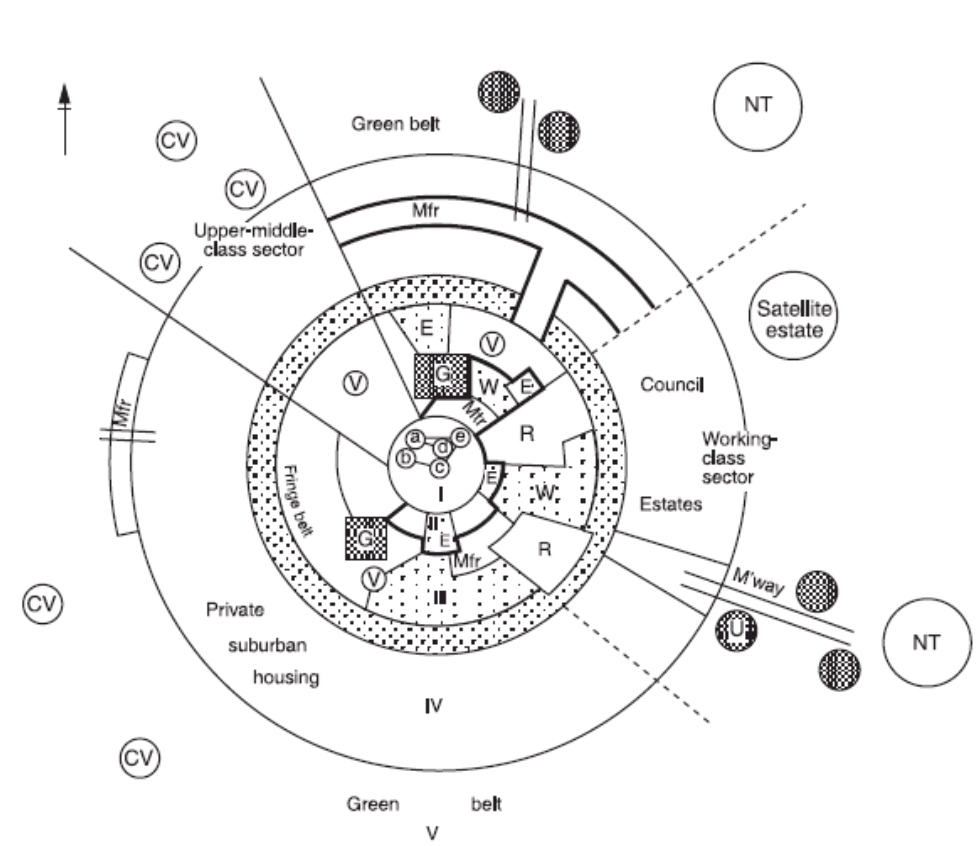 NT
Green belt
CV
CV
Mfr
Upper-middle-
class sector
CV
Satellite
estate
E
V
G
V
W
E
Council
Mfr
Mfr
R
Working-
class
sector
a
e
d
b
c
E
I
W
Estates
Fringe belt
II
G
E
R
Mfr
V
M'way
III
CV
Private
U
NT
suburban
housing
IV
CV
Green belt
V